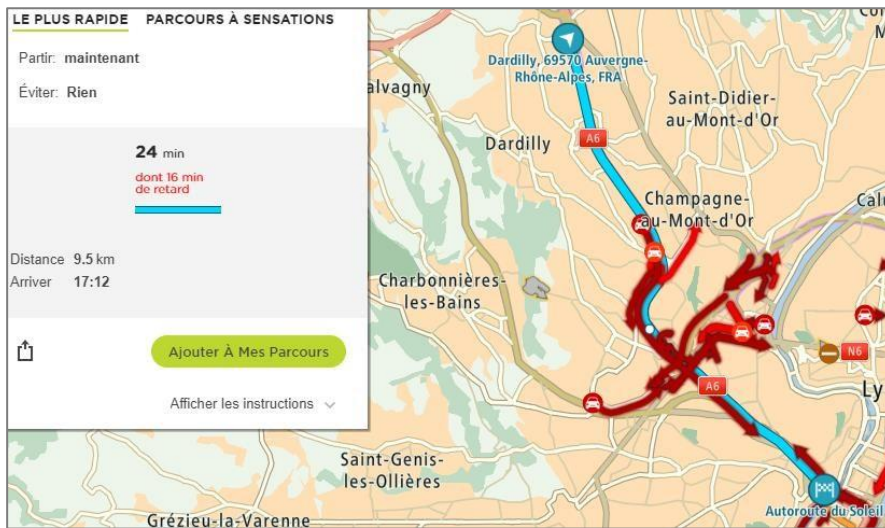 LE PLUS RAPIDE PARCOURS À SENSATIONS
Partir: maintenant
Éviter: Rien
24 min
dont 16 min
de retard
Distance 9.5 km
Arriver 17:12
Ajouter À Mes Parcours
Afficher les instructions
Dardilly, 69570 Auvergne-
Rhône-Alpes, FRA
alvagny
Saint-Didier-
au-Mont-d'Or
A6
Dardilly
Champagne-
au-Mont-d'Or
Calu
Charbonnières-
les-Bains
N6
A6
Ly
Saint-Genis-
les-Ollières
Autoroute du Soleil
Grézieu-la-Varenne